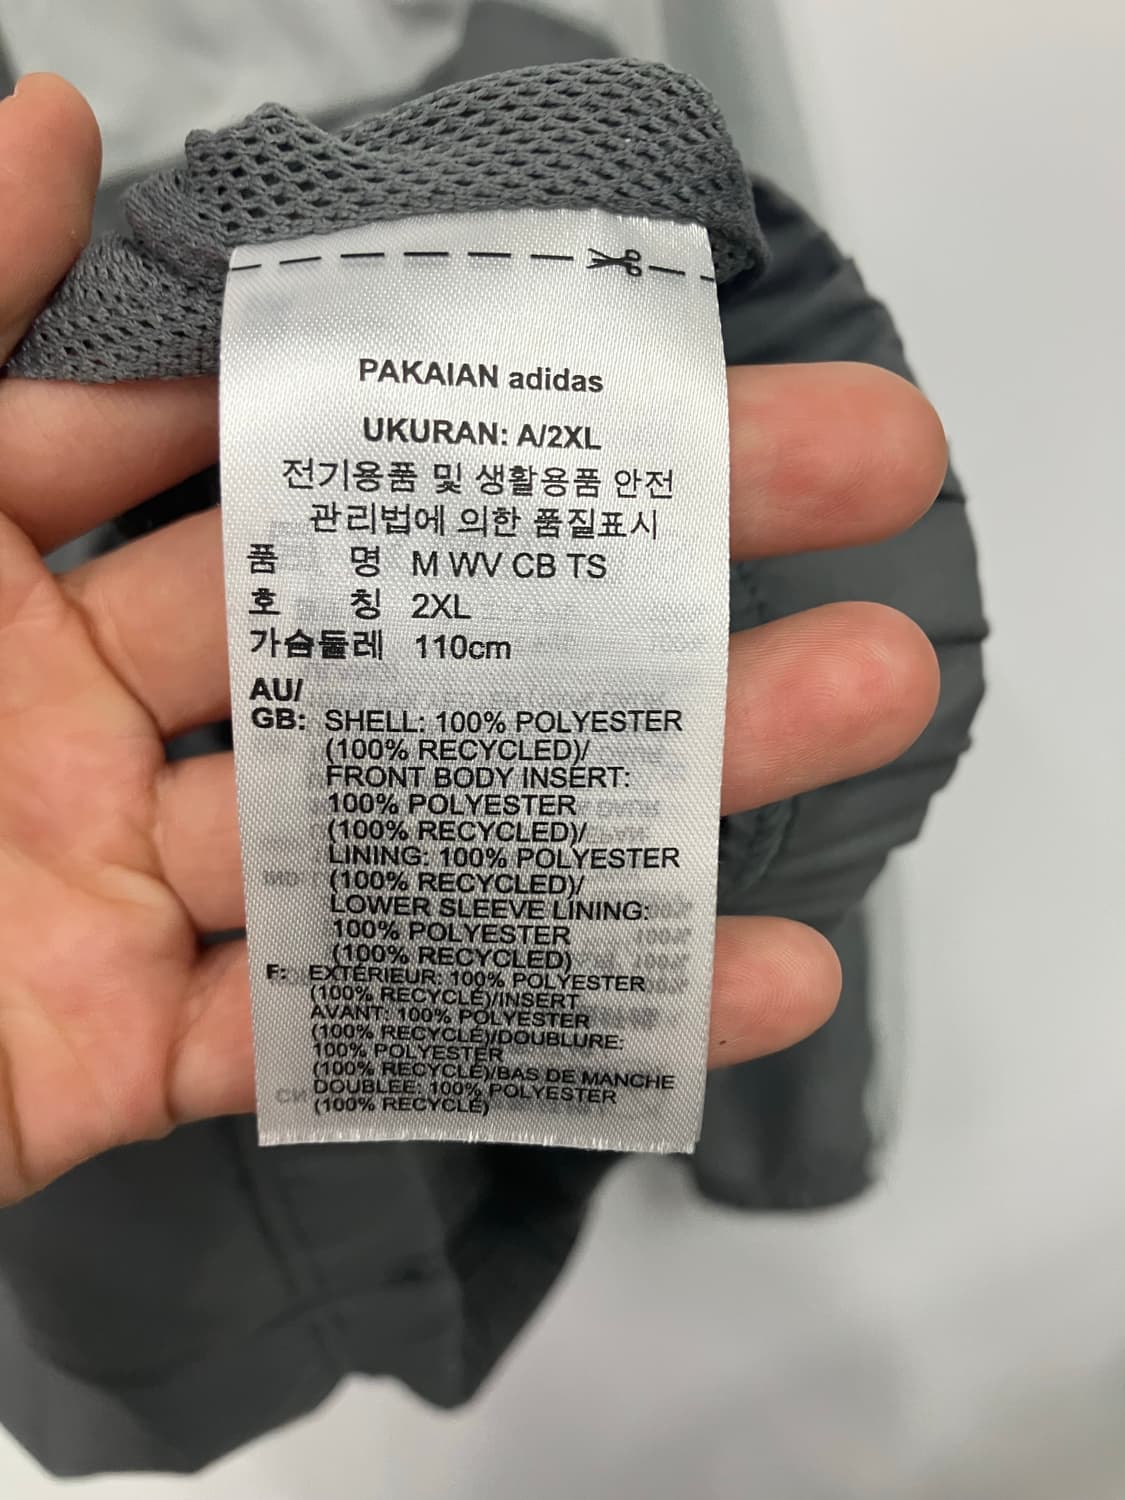 PAKAIAN adidas
UKURAN: A/2XL
전기용품 및 생활용품 안전
관리법에 의한 품질표시
품 명 M WV CB TS
호 칭 2XL
가슴둘레 110cm
AU/
GB: SHELL: 100% POLYESTER
(100% RECYCLED)/
FRONT BODY INSERT:
100% POLYESTER
(100% RECYCLED)/
LINING: 100% POLYESTER
(100% RECYCLED)/
LOWER SLEEVE LINING:
100% POLYESTER
(100% RECYCLED)
F: EXTÉRIEUR: 100% POLYESTER
(100% RECYCLÉ)/INSERT
AVANT: 100% POLYESTER
(100% RECYCLÉ)/DOUBLURE:
100% POLYESTER
(100% RECYCLÉ)/BAS DE MANCHE
DOUBLEE: 100% POLYESTER
(100% RECYCLÉ)